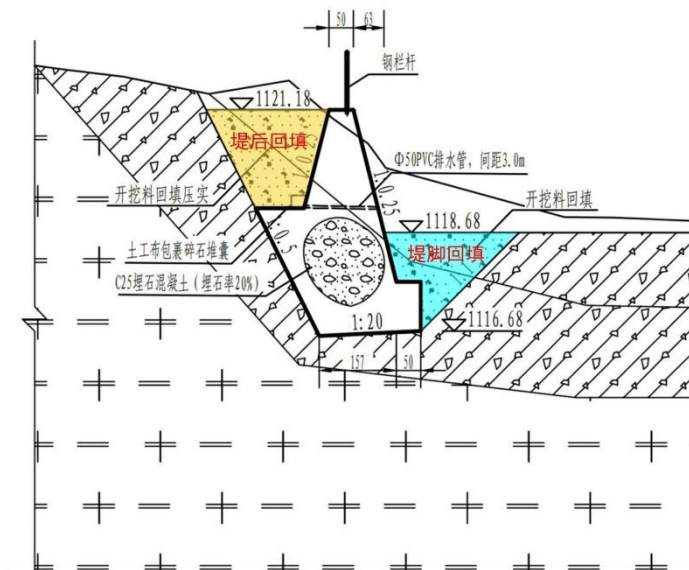 50 63
钢栏杆
1121.18
堤后回填
Φ50PVC排水管，间距3.0m
开挖料回填压实
1:0.25
1118.68
开挖料回填
土工布包裹碎石堆囊
1:0.5
堤脚回填
C25埋石混凝土（埋石率20%）
1:20
1116.68
157 50